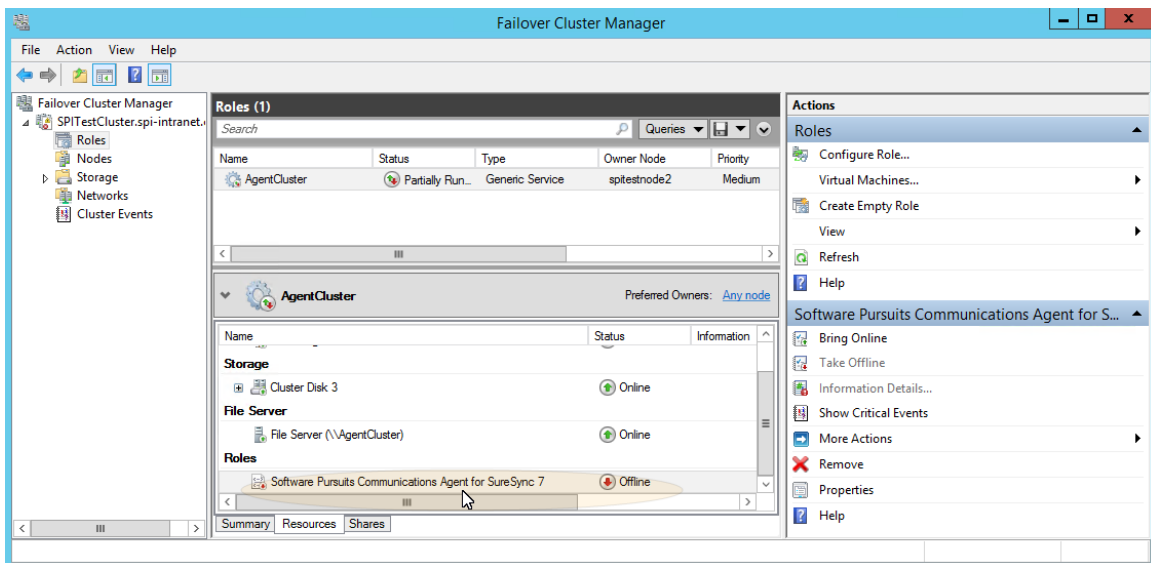 Failover Cluster Manager
File Action View Help
Failover Cluster Manager
SPITestCluster.spi-intranet.
Roles
Nodes
Storage
Networks
Cluster Events
Roles (1)
Search
Queries
Name Status Type Owner Node Priority
AgentCluster Partially Run... Generic Service spitestnode2 Medium
AgentCluster Preferred Owners: Any node
Name Status Information
Storage
Cluster Disk 3 Online
File Server
File Server (\\AgentCluster) Online
Roles
Software Pursuits Communications Agent for SureSync 7 Offline
Summary Resources Shares
Actions
Roles
Configure Role...
Virtual Machines...
Create Empty Role
View
Refresh
Help
Software Pursuits Communications Agent for S...
Bring Online
Take Offline
Information Details...
Show Critical Events
More Actions
Remove
Properties
Help